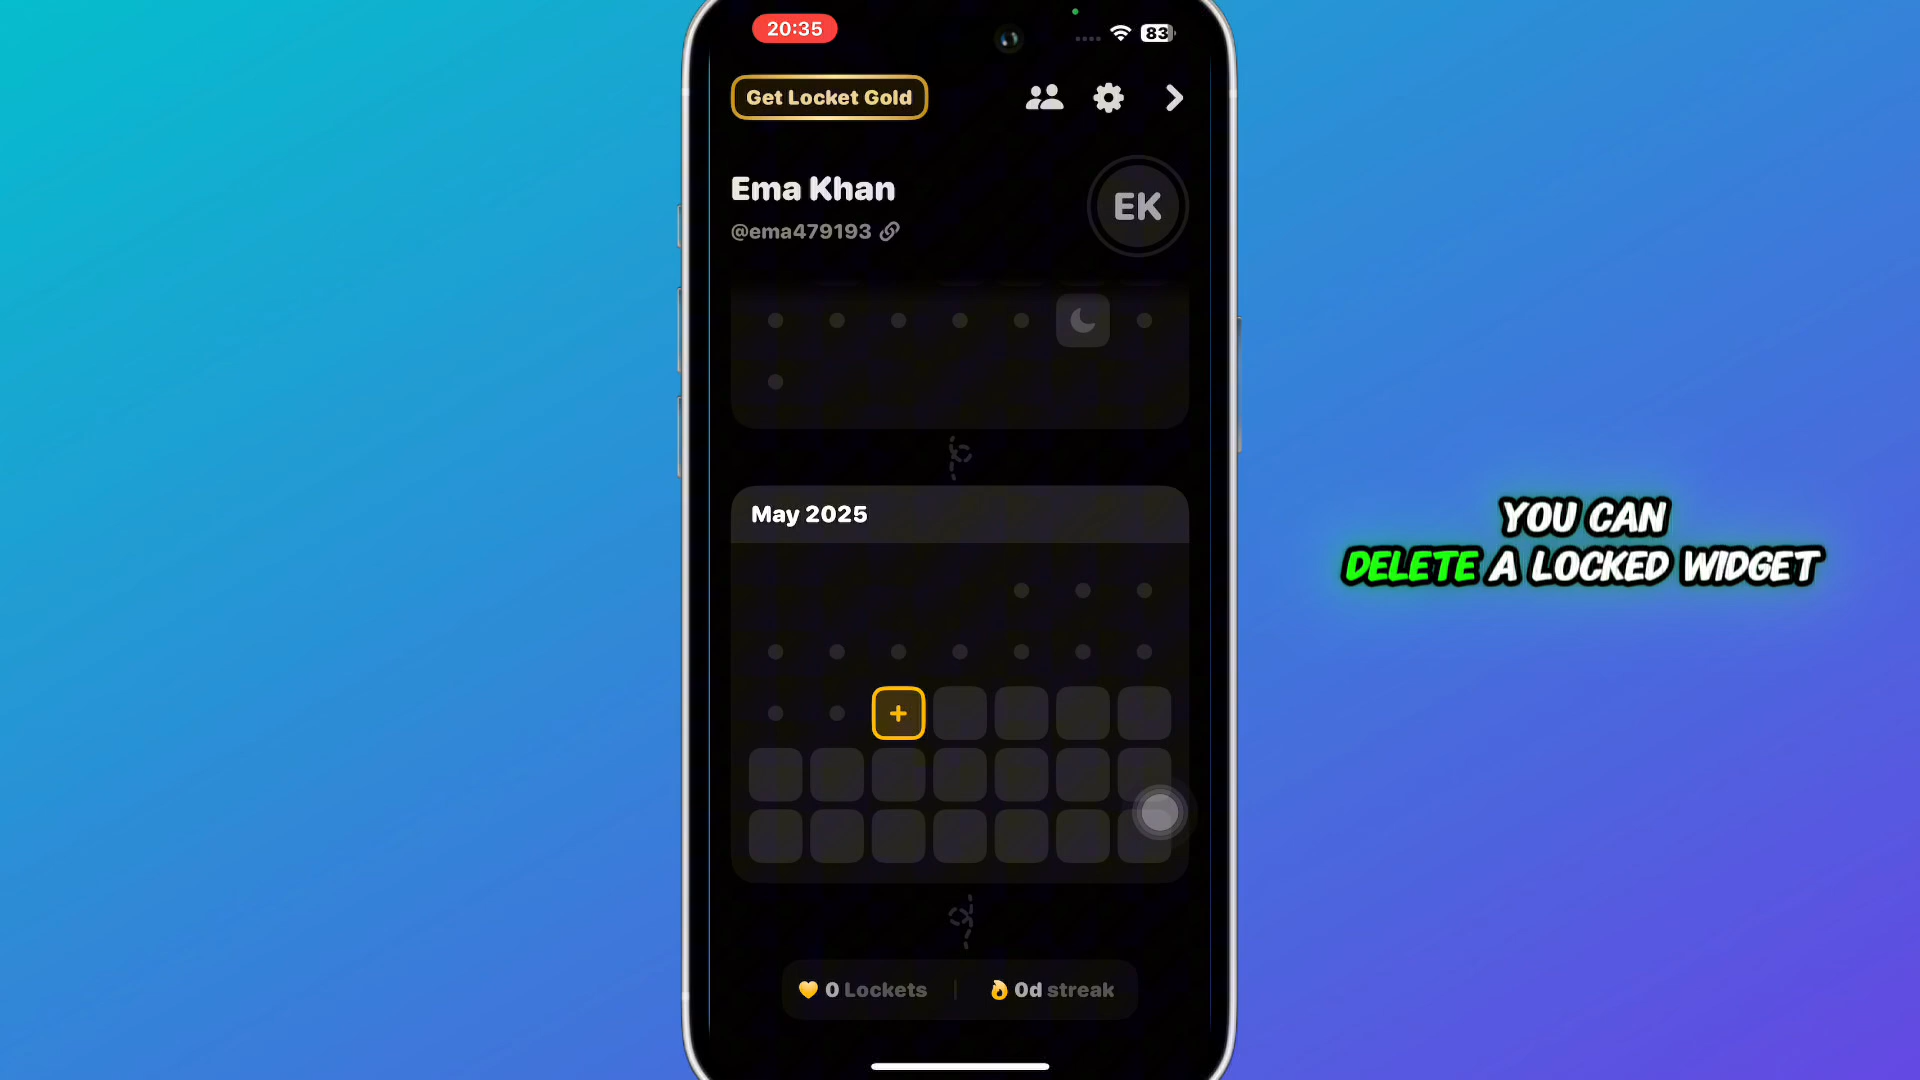 20:35
83
Get Locket Gold
Ema Khan
EK
@ema479193
May 2025
YOU CAN
DELETE A LOCKED WIDGET
0 Lockets
0d streak